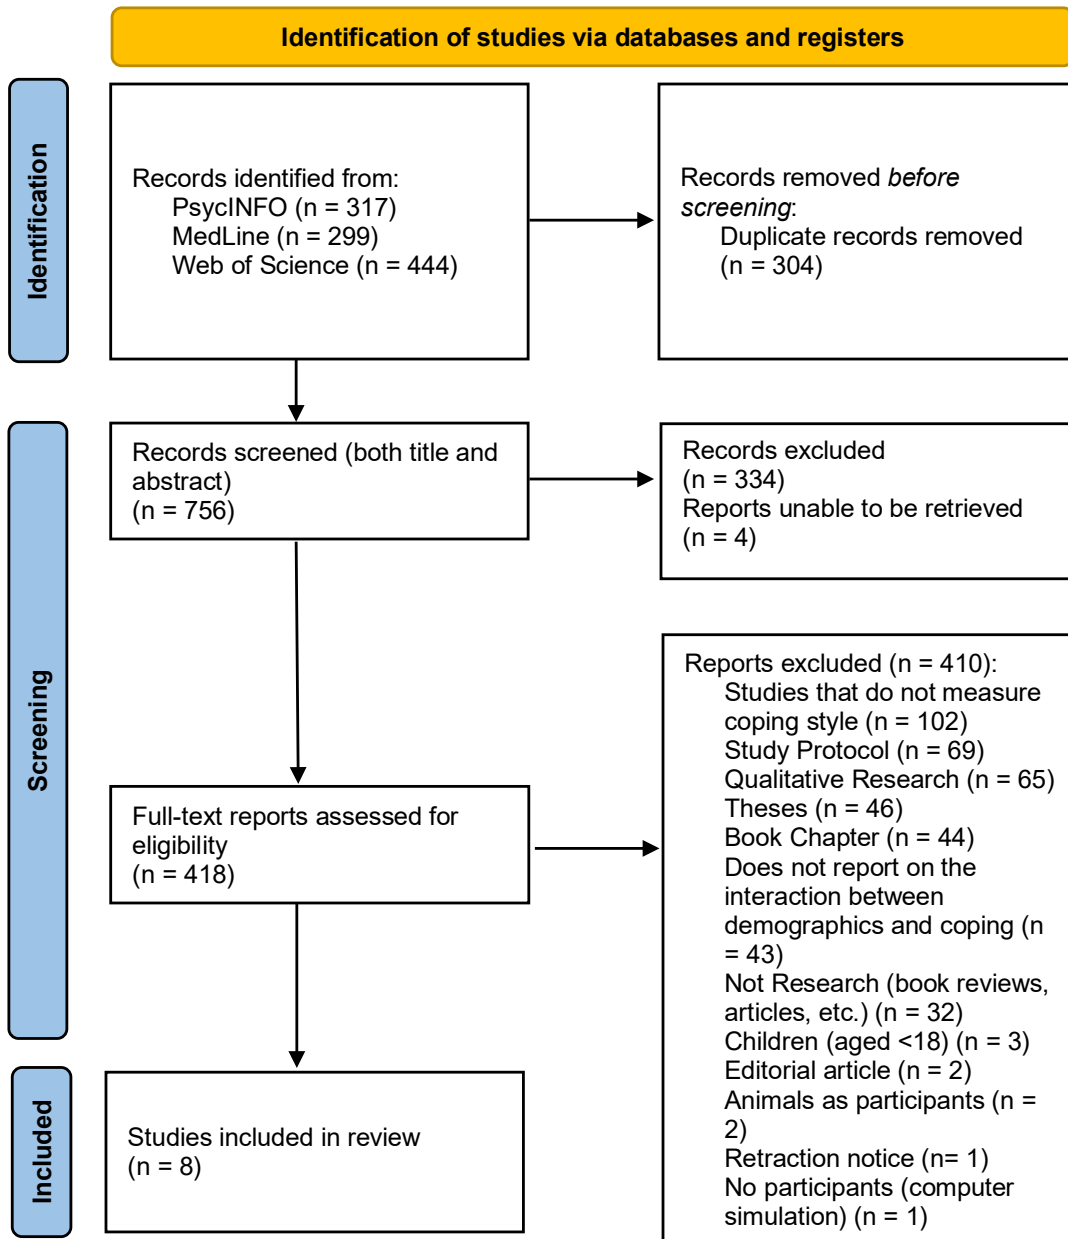 Identification of studies via databases and registers
Identification
Records identified from:
PsycINFO (n = 317)
MedLine (n = 299)
Web of Science (n = 444)
Records removed before
screening:
Duplicate records removed
(n = 304)
Screening
Records screened (both title and
abstract)
(n = 756)
Records excluded
(n = 334)
Reports unable to be retrieved
(n = 4)
Full-text reports assessed for
eligibility
(n = 418)
Reports excluded (n = 410):
Studies that do not measure
coping style (n = 102)
Study Protocol (n = 69)
Qualitative Research (n = 65)
Theses (n = 46)
Book Chapter (n = 44)
Does not report on the
interaction between
demographics and coping (n
= 43)
Not Research (book reviews,
articles, etc.) (n = 32)
Children (aged <18) (n = 3)
Editorial article (n = 2)
Animals as participants (n =
2)
Retraction notice (n= 1)
No participants (computer
simulation) (n = 1)
Included
Studies included in review
(n = 8)